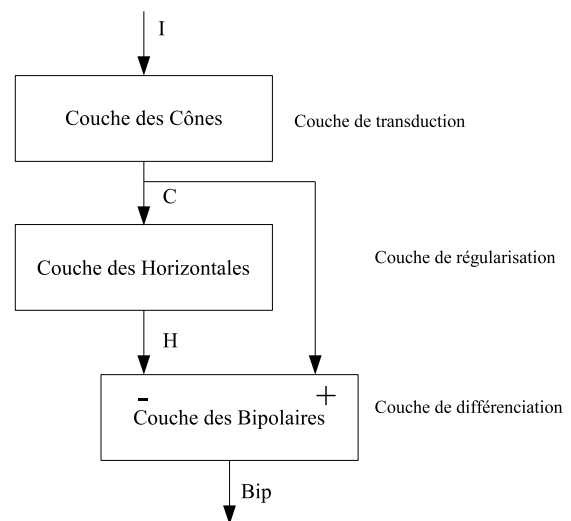 I
Couche des Cônes
Couche de transduction
C
Couche des Horizontales
Couche de régularisation
H
- +
Couche des Bipolaires
Couche de différenciation
Bip